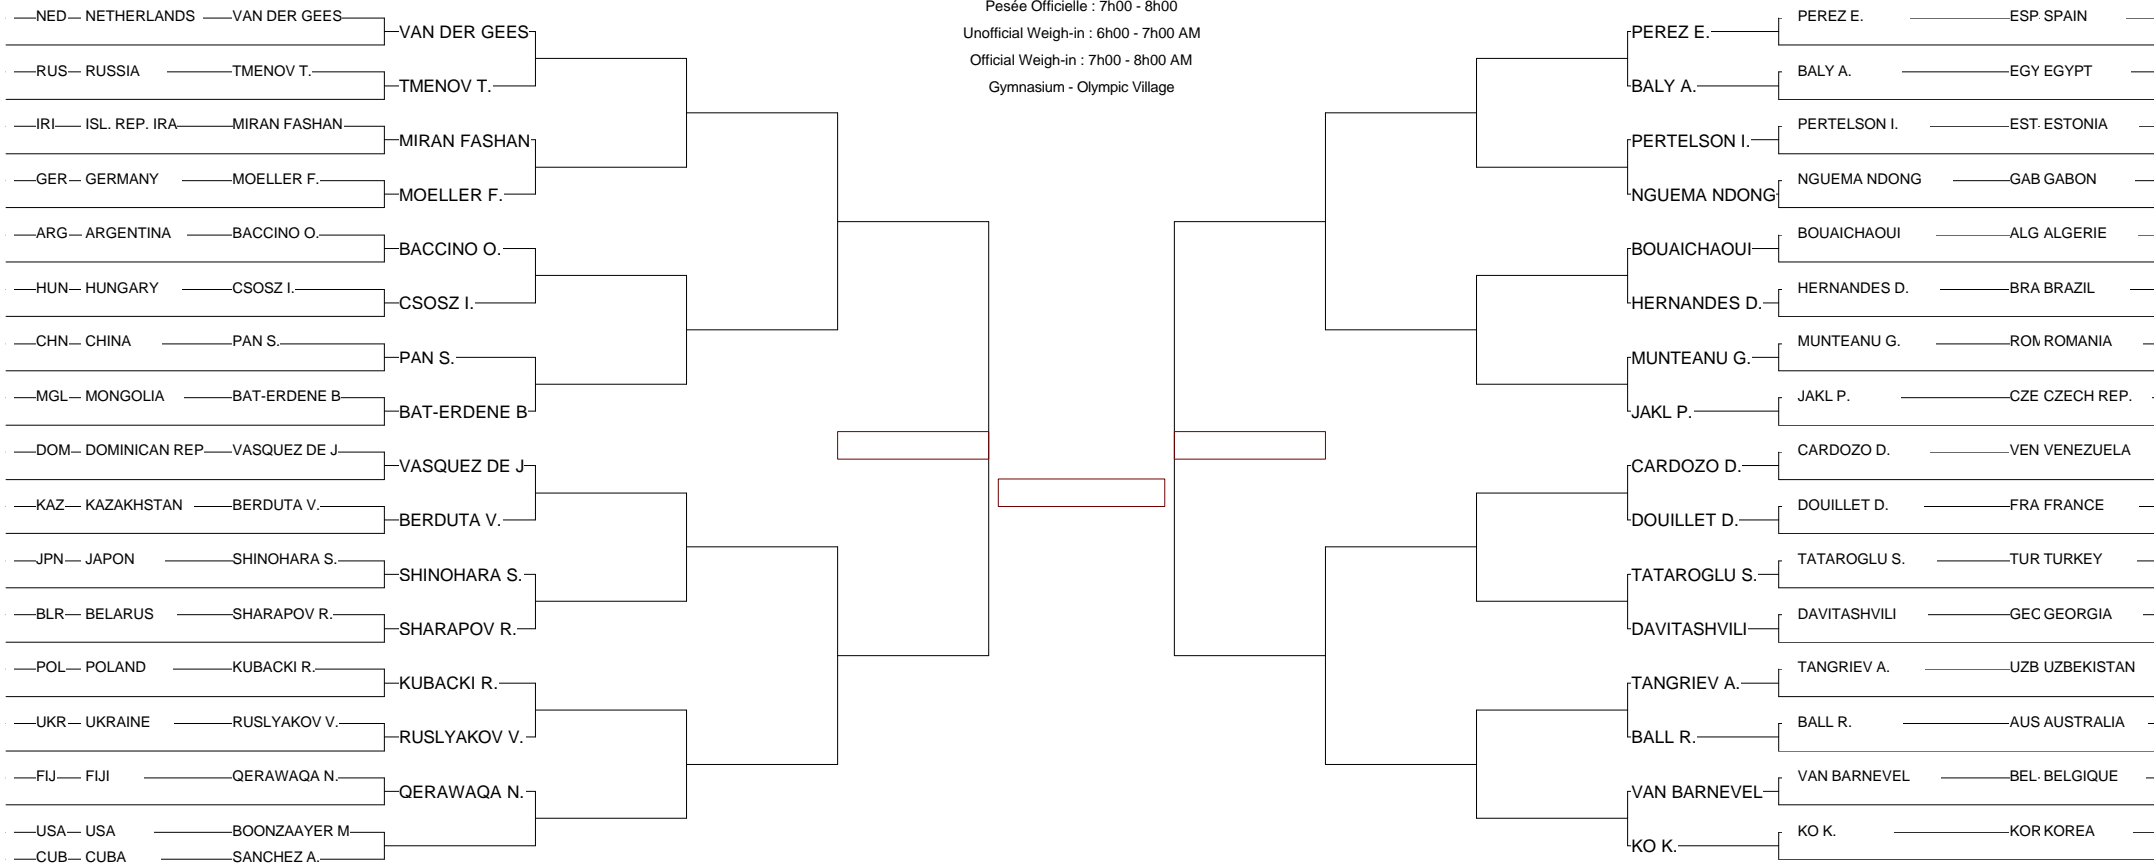 Pesée Officielle : 7h00 - 8h00
Unofficial Weigh-in : 6h00 - 7h00 AM
Official Weigh-in : 7h00 - 8h00 AM
Gymnasium - Olympic Village
NED NETHERLANDS VAN DER GEES
RUS RUSSIA TMENOV T.
IRI ISL. REP. IRA MIRAN FASHAN
GER GERMANY MOELLER F.
ARG ARGENTINA BACCINO O.
HUN HUNGARY CSOSZ I.
CHN CHINA PAN S.
MGL MONGOLIA BAT-ERDENE B
DOM DOMINICAN REP VASQUEZ DE J
KAZ KAZAKHSTAN BERDUTA V.
JPN JAPON SHINOHARA S.
BLR BELARUS SHARAPOV R.
POL POLAND KUBACKI R.
UKR UKRAINE RUSLYAKOV V.
FIJ FIJI QERAWAQA N.
USA USA BOONZAAYER M
CUB CUBA SANCHEZ A.
VAN DER GEES
TMENOV T.
MIRAN FASHAN
MOELLER F.
BACCINO O.
CSOSZ I.
PAN S.
BAT-ERDENE B
VASQUEZ DE J
BERDUTA V.
SHINOHARA S.
SHARAPOV R.
KUBACKI R.
RUSLYAKOV V.
QERAWAQA N.
PEREZ E.
BALY A.
PERTELSON I.
NGUEMA NDONG
BOUAICHAOUI
HERNANDES D.
MUNTEANU G.
JAKL P.
CARDOZO D.
DOUILLET D.
TATAROGLU S.
DAVITASHVILI
TANGRIEV A.
BALL R.
VAN BARNEVEL
KO K.
PEREZ E. ESP SPAIN
BALY A. EGY EGYPT
PERTELSON I. EST ESTONIA
NGUEMA NDONG GAB GABON
BOUAICHAOUI ALG ALGERIE
HERNANDES D. BRA BRAZIL
MUNTEANU G. ROM ROMANIA
JAKL P. CZE CZECH REP.
CARDOZO D. VEN VENEZUELA
DOUILLET D. FRA FRANCE
TATAROGLU S. TUR TURKEY
DAVITASHVILI GEO GEORGIA
TANGRIEV A. UZB UZBEKISTAN
BALL R. AUS AUSTRALIA
VAN BARNEVEL BEL BELGIQUE
KO K. KOR KOREA